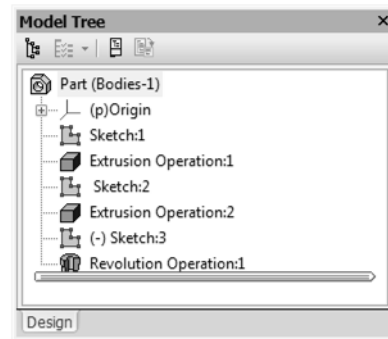 Model Tree
Part (Bodies-1)
(p)Origin
Sketch:1
Extrusion Operation:1
Sketch:2
Extrusion Operation:2
(-) Sketch:3
Revolution Operation:1
Design